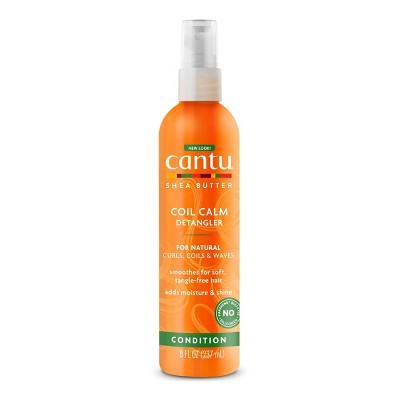 NEW LOOK!
cantu
SHEA BUTTER
COIL CALM
DETANGLER
FOR NATURAL
CURLS, COILS & WAVES
smoothes for soft,
tangle-free hair
adds moisture & shine
NO
CONDITION
8 FL OZ (237 mL)